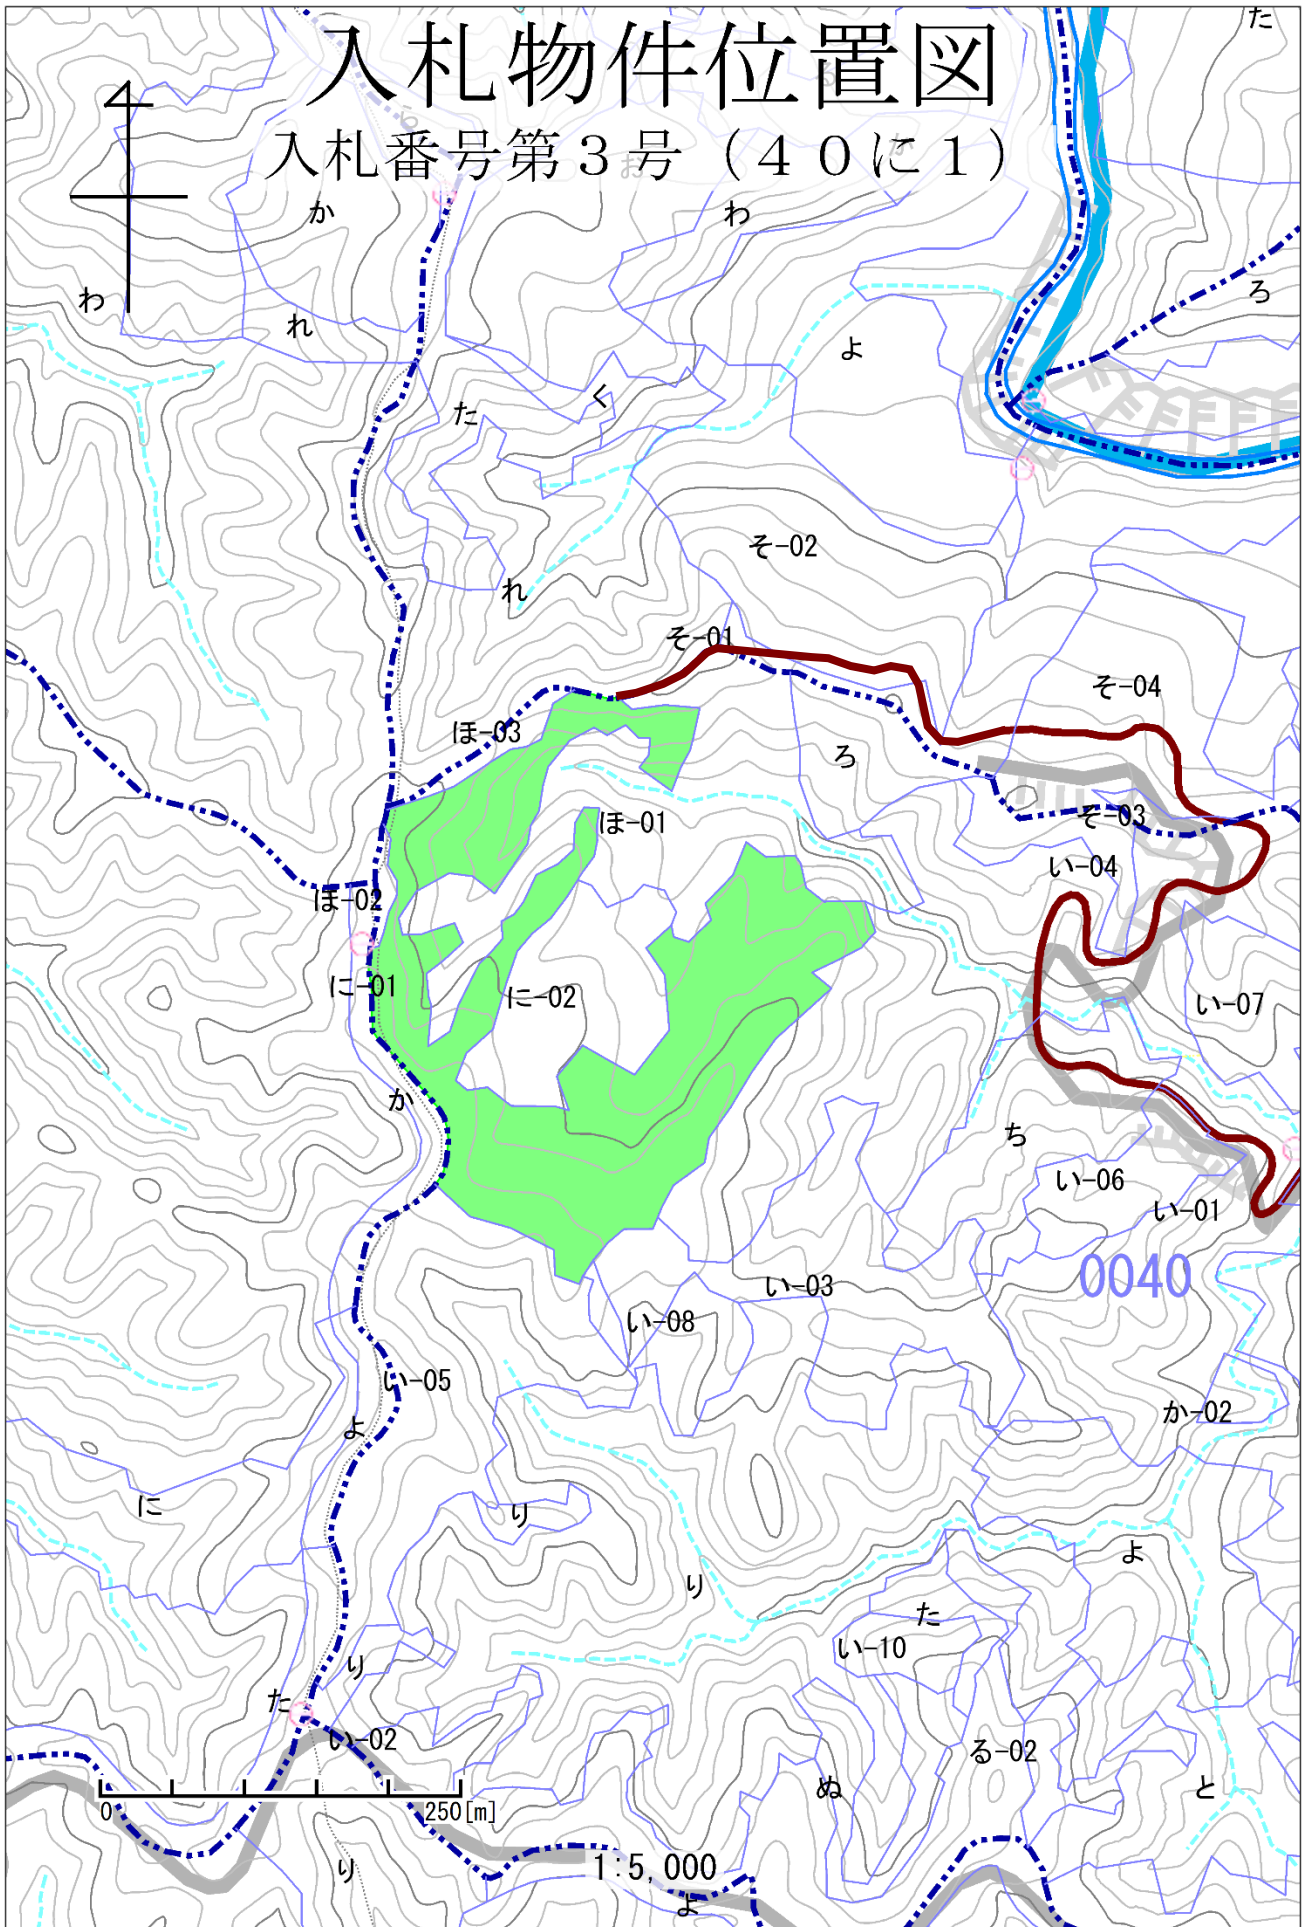 入札物件位置図
入札番号第３号（４０に１）
た
か
わ
わ
れ
ろ
よ
く
た
そ-02
れ
そ-01
そ-04
ほ-03
ろ
ほ-01
そ-03
い-04
ほ-02
に-01
に-02
い-07
か
ち
い-06
い-01
0040
い-03
い-08
い-05
か-02
よ
に
り
よ
り
た
い-10
り
た
い-02
る-02
ぬ
と
0 250[m]
1:5,000
り
よ